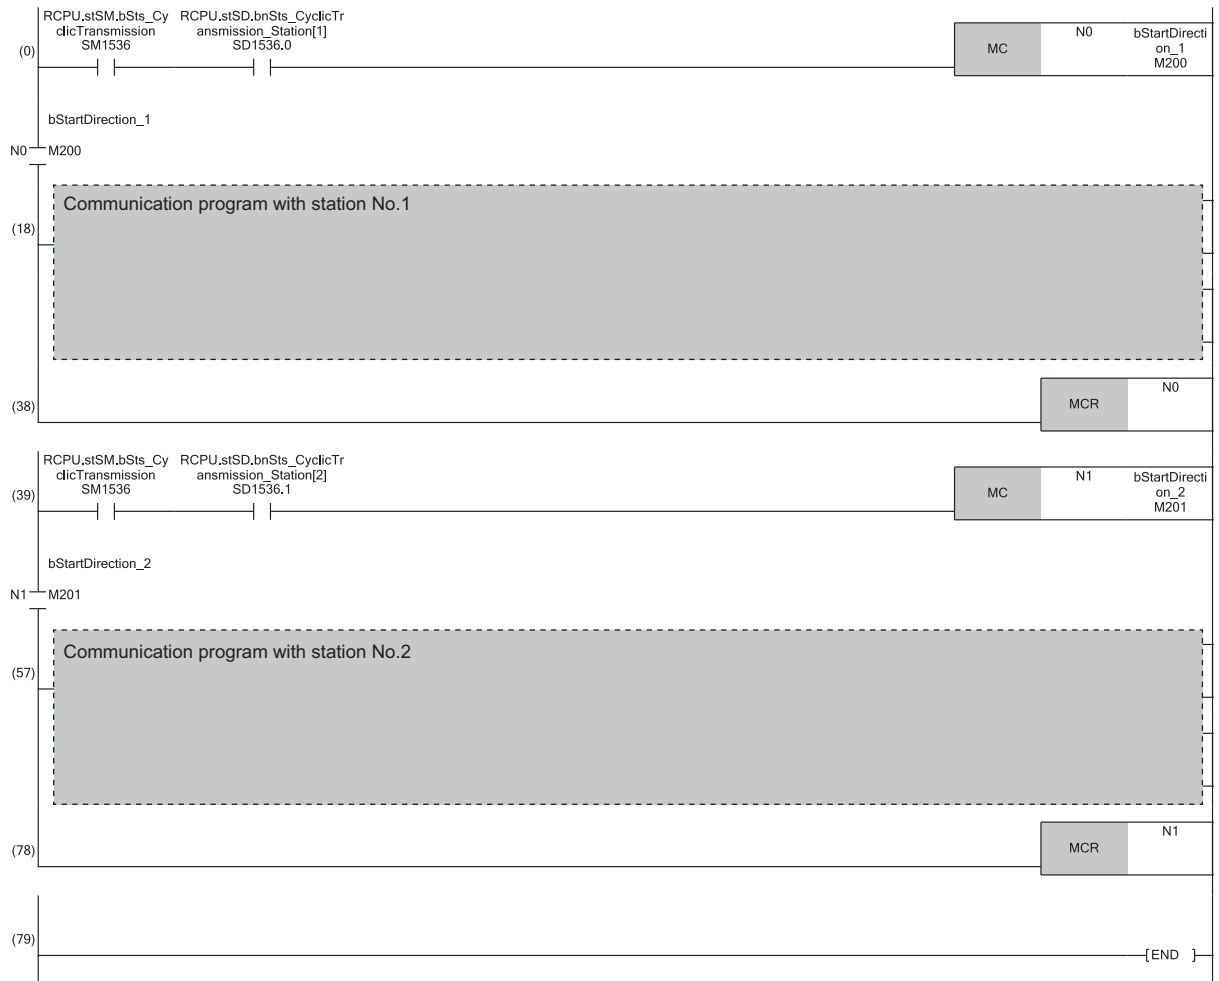 RCPU.stSM.bSts_Cy RCPU.stSD.bnSts_CyclicTr
clicTransmission ansmission_Station[1]
SM1536 SD1536.0
(0) MC N0 bStartDirecti
on_1
M200
bStartDirection_1
N0 M200
Communication program with station No.1
(18)
(38) MCR N0
RCPU.stSM.bSts_Cy RCPU.stSD.bnSts_CyclicTr
clicTransmission ansmission_Station[2]
SM1536 SD1536.1
(39) MC N1 bStartDirecti
on_2
M201
bStartDirection_2
N1 M201
Communication program with station No.2
(57)
(78) MCR N1
(79) [END ]